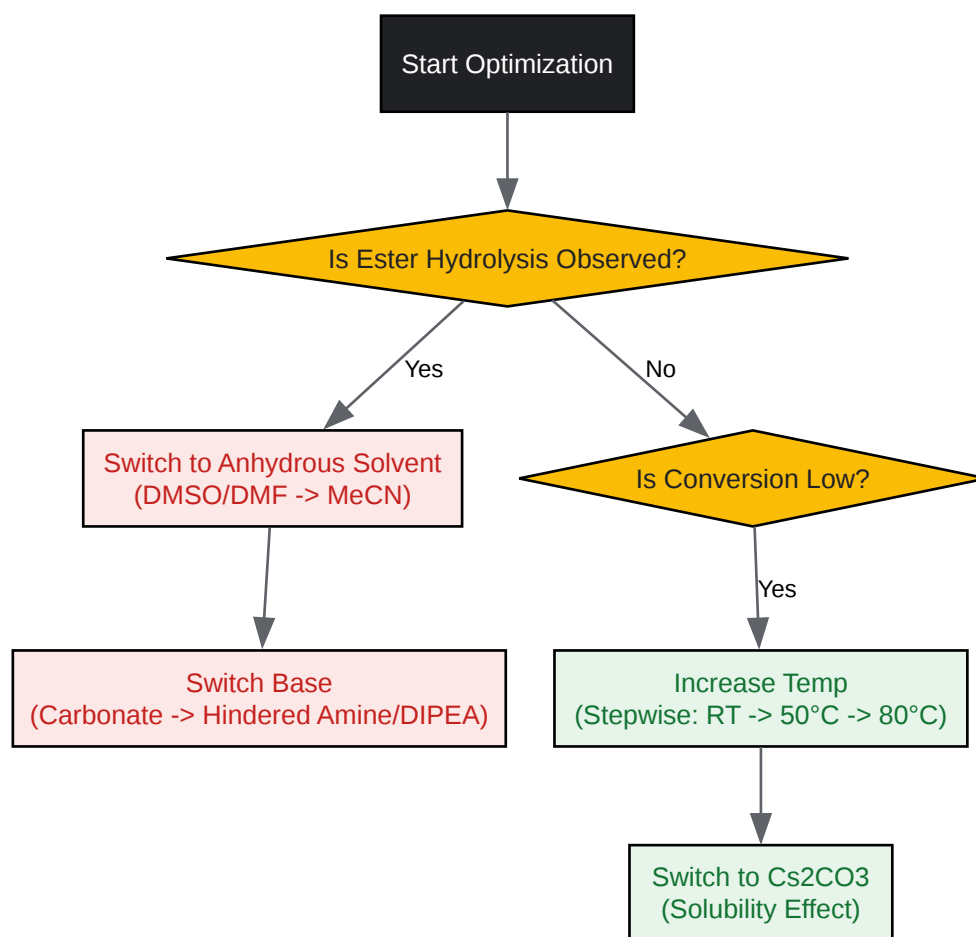 Start Optimization
Is Ester Hydrolysis Observed?
Yes
No
Switch to Anhydrous Solvent
(DMSO/DMF -> MeCN)
Is Conversion Low?
Yes
Switch Base
(Carbonate -> Hindered Amine/DIPEA)
Increase Temp
(Stepwise: RT -> 50°C -> 80°C)
Switch to Cs2CO3
(Solubility Effect)